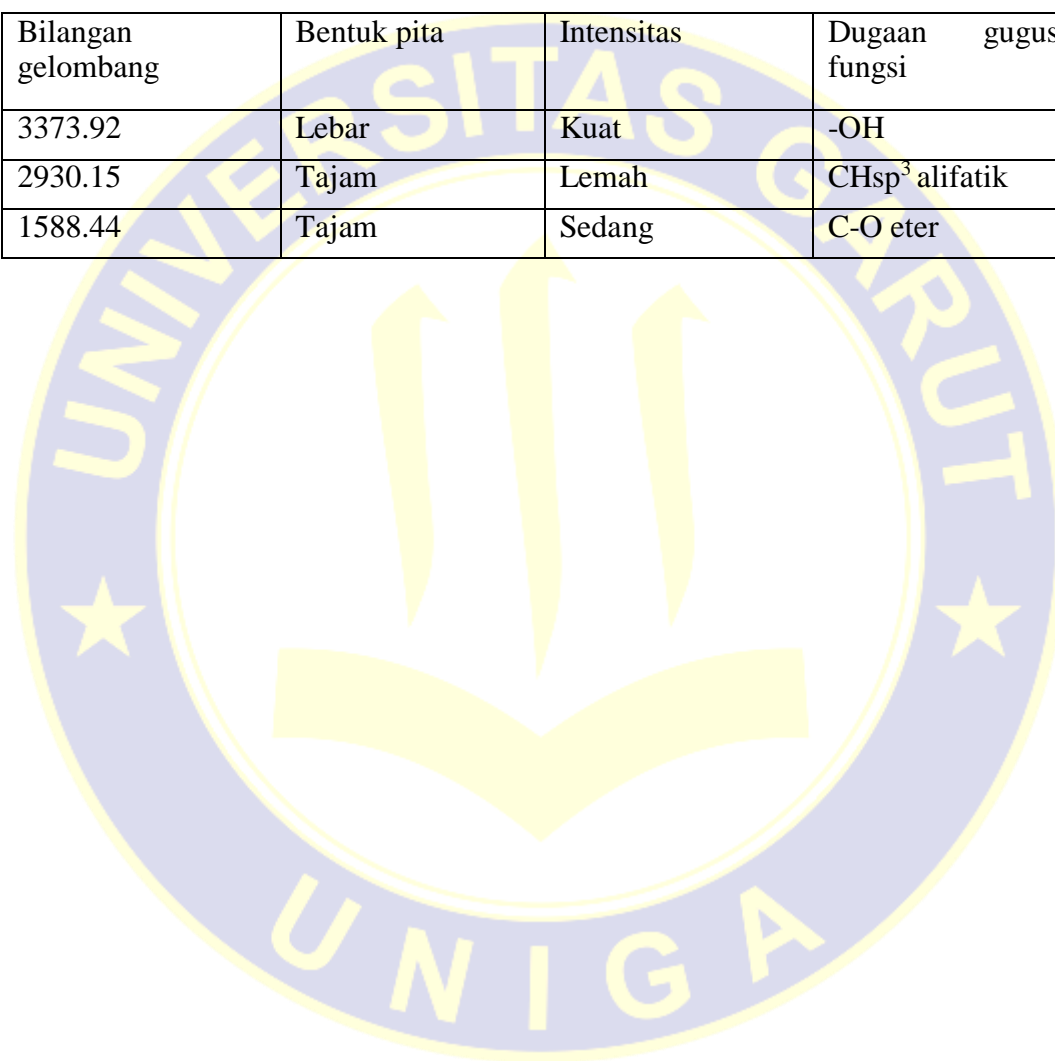 Bilangan gelombang Bentuk pita Intensitas Dugaan gugus fungsi
3373.92 Lebar Kuat -OH
2930.15 Tajam Lemah CHsp³ alifatik
1588.44 Tajam Sedang C-O eter
UNIVERSITAS GARUT
UNIGA